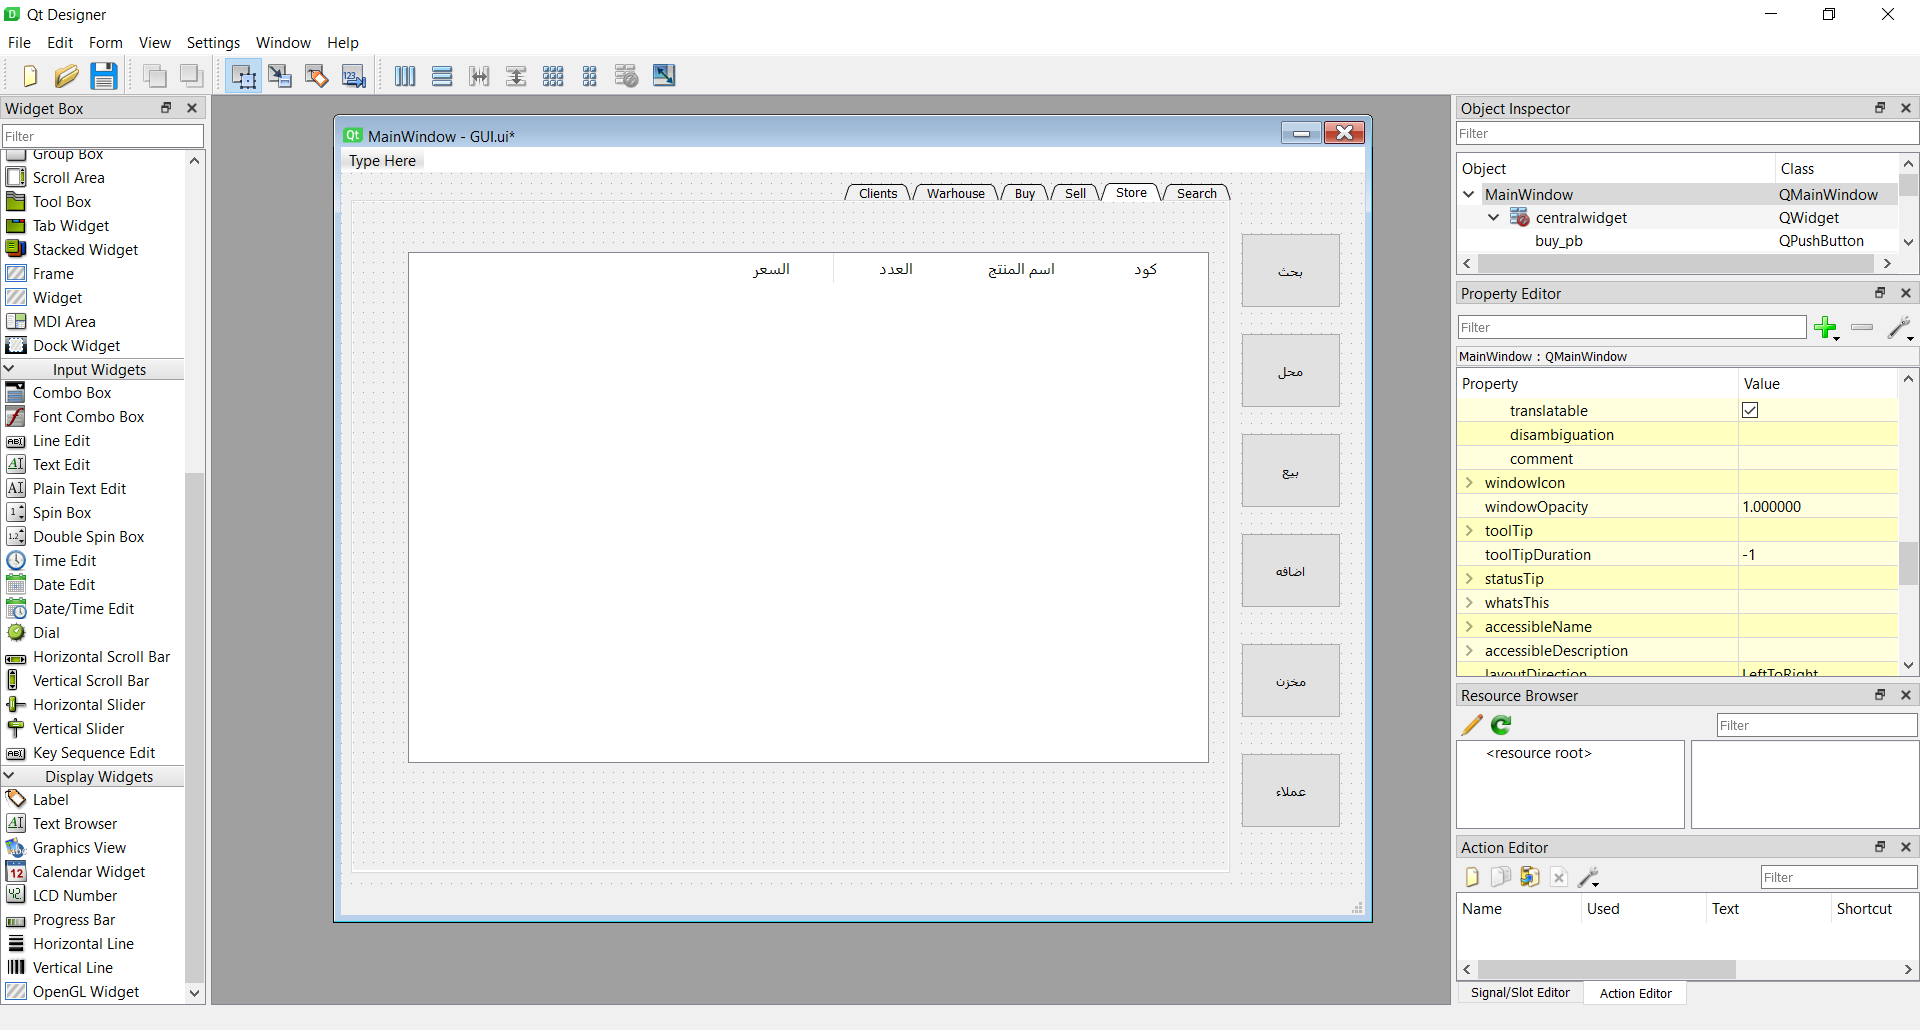 Qt Designer
File Edit Form View Settings Window Help
Widget Box
Filter
Group Box
Scroll Area
Tool Box
Tab Widget
Stacked Widget
Frame
Widget
MDI Area
Dock Widget
Input Widgets
Combo Box
Font Combo Box
Line Edit
Text Edit
Plain Text Edit
Spin Box
Double Spin Box
Time Edit
Date Edit
Date/Time Edit
Dial
Horizontal Scroll Bar
Vertical Scroll Bar
Horizontal Slider
Vertical Slider
Key Sequence Edit
Display Widgets
Label
Text Browser
Graphics View
Calendar Widget
LCD Number
Progress Bar
Horizontal Line
Vertical Line
OpenGL Widget
MainWindow - GUI.ui*
Type Here
Clients Warhouse Buy Sell Store Search
كود اسم المنتج العدد السعر
بحث
محل
بيع
اضافه
مخزن
عملاء
Object Inspector
Filter
Object Class
MainWindow QMainWindow
centralwidget QWidget
buy_pb QPushButton
Property Editor
Filter
MainWindow : QMainWindow
Property Value
translatable
disambiguation
comment
windowIcon
windowOpacity 1.000000
toolTip
toolTipDuration -1
statusTip
whatsThis
accessibleName
accessibleDescription
layoutDirection LeftToRight
Resource Browser
Filter
<resource root>
Action Editor
Filter
Name Used Text Shortcut
Signal/Slot Editor Action Editor